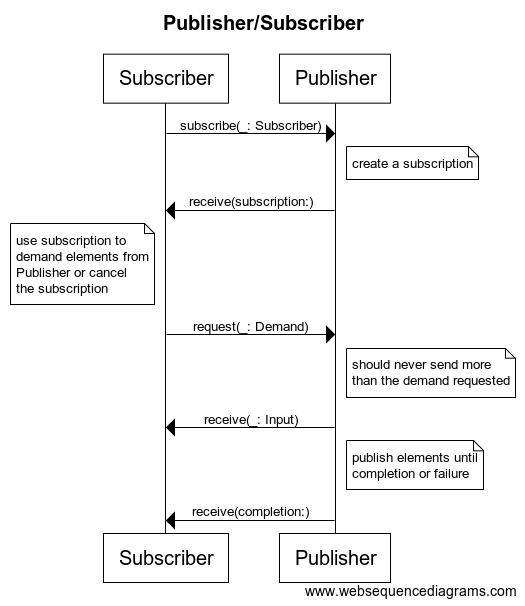 Publisher/Subscriber
Subscriber
Publisher
subscribe(_: Subscriber)
create a subscription
receive(subscription:)
use subscription to
demand elements from
Publisher or cancel
the subscription
request(_: Demand)
should never send more
than the demand requested
receive(_: Input)
publish elements until
completion or failure
receive(completion:)
Subscriber
Publisher
www.websequencediagrams.com